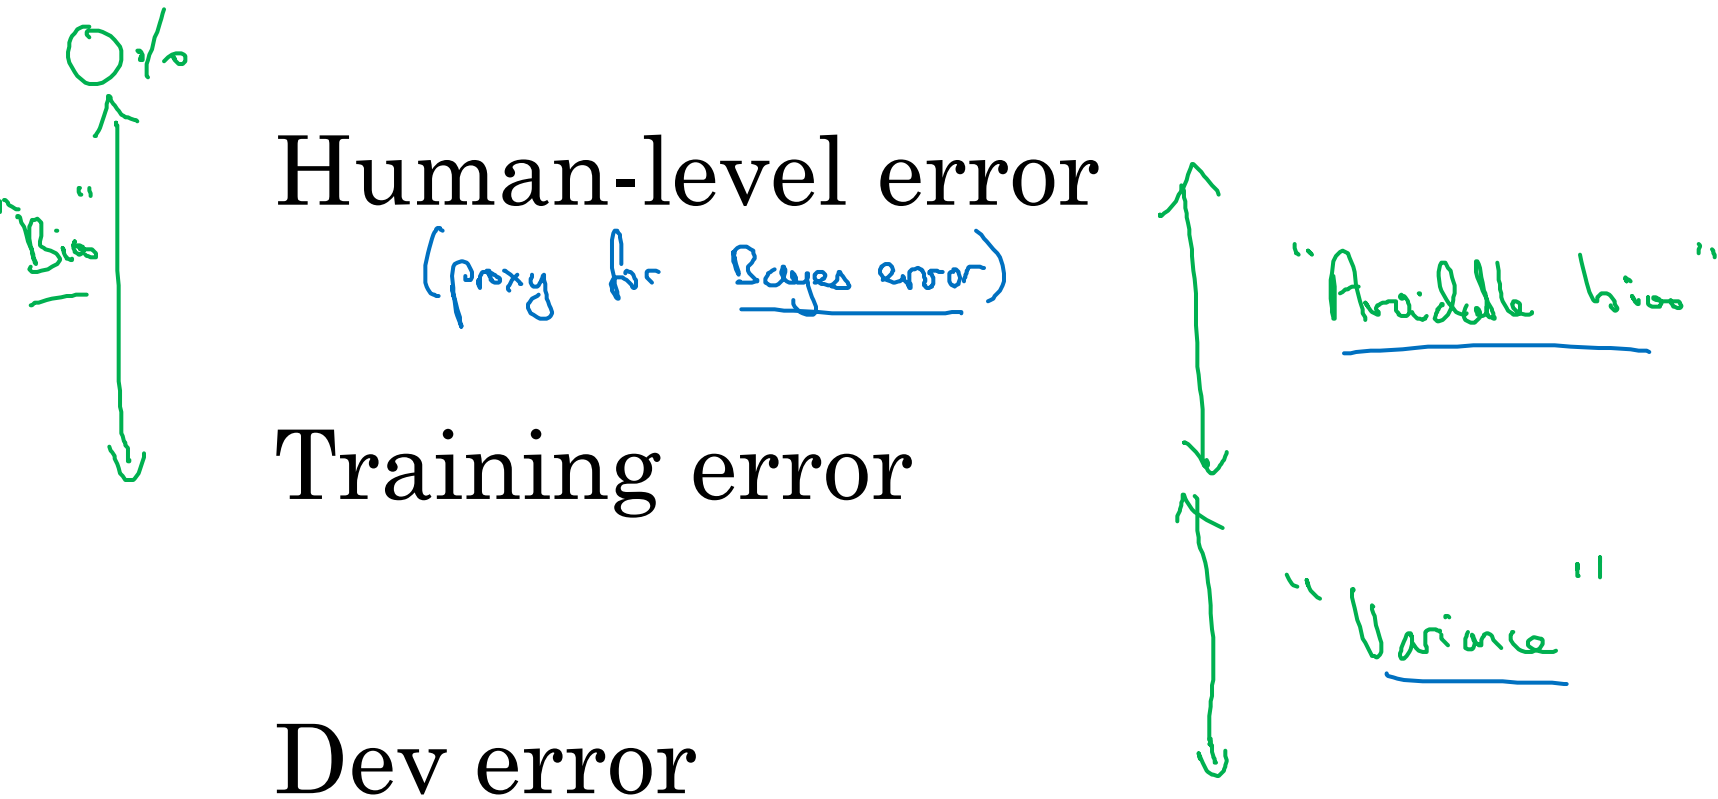 0%
Human-level error
"Bias"
(proxy for Bayes error)
"Avoidable bias"
Training error
"Variance"
Dev error